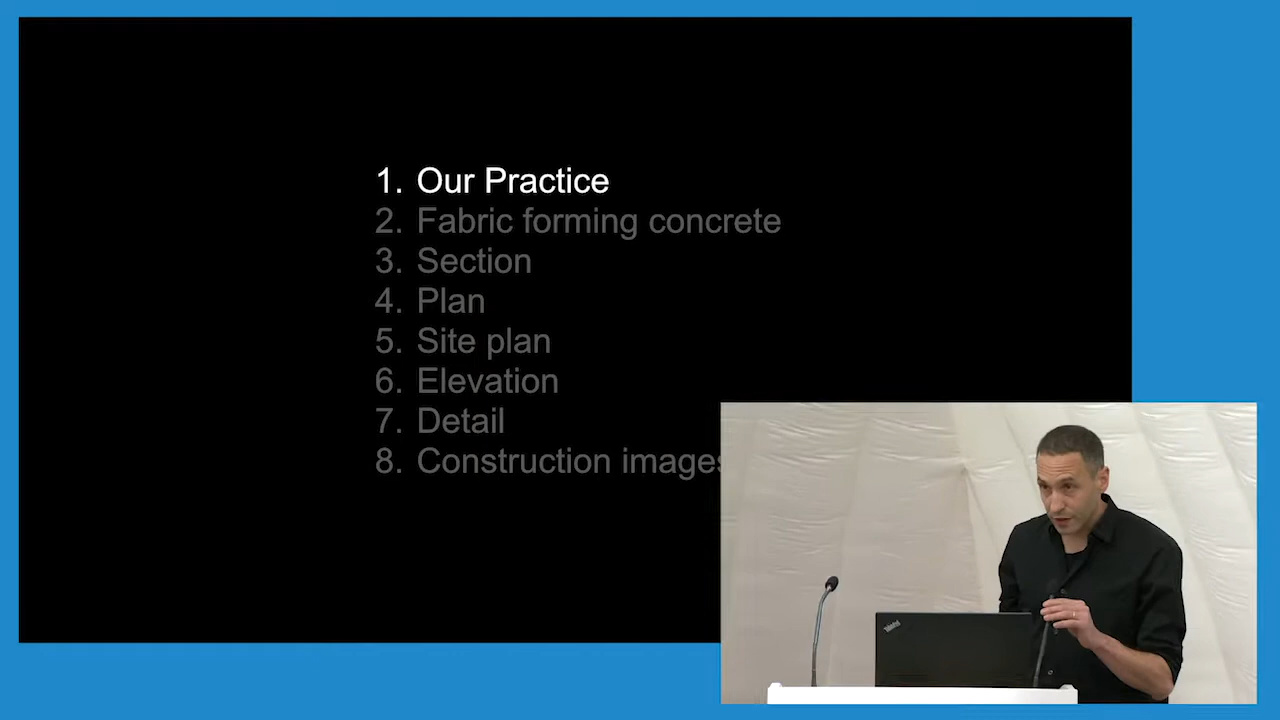 1. Our Practice
2. Fabric forming concrete
3. Section
4. Plan
5. Site plan
6. Elevation
7. Detail
8. Construction images
ThinkPad